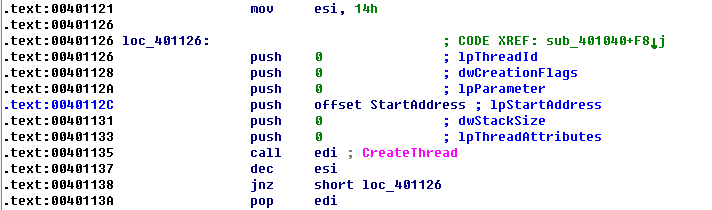 .text:00401121 mov esi, 14h
.text:00401126
.text:00401126 loc_401126: ; CODE XREF: sub_401040+F8↓j
.text:00401126 push 0 ; lpThreadId
.text:00401128 push 0 ; dwCreationFlags
.text:0040112A push 0 ; lpParameter
.text:0040112C push offset StartAddress ; lpStartAddress
.text:00401131 push 0 ; dwStackSize
.text:00401133 push 0 ; lpThreadAttributes
.text:00401135 call edi ; CreateThread
.text:00401137 dec esi
.text:00401138 jnz short loc_401126
.text:0040113A pop edi